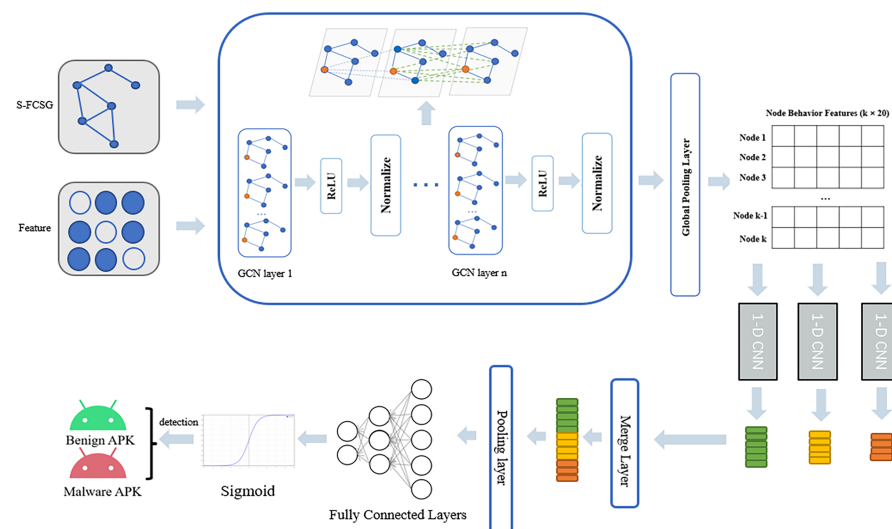 S-FCSG
Feature
GCN layer 1
ReLU
Normalize
...
GCN layer n
ReLU
Normalize
Global Pooling Layer
Node Behavior Features (k × 20)
Node 1
Node 2
Node 3
...
Node k-1
Node k
1-D CNN
1-D CNN
1-D CNN
Merge Layer
Pooling layer
Fully Connected Layers
Sigmoid
detection
Benign APK
Malware APK